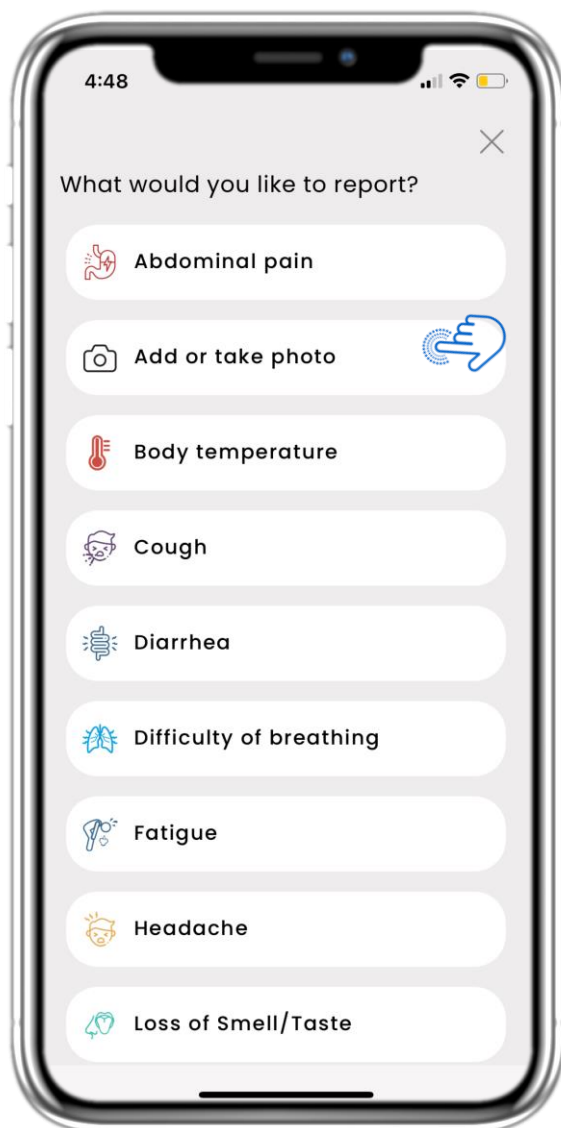 4:48
What would you like to report?
Abdominal pain
Add or take photo
Body temperature
Cough
Diarrhea
Difficulty of breathing
Fatigue
Headache
Loss of Smell/Taste